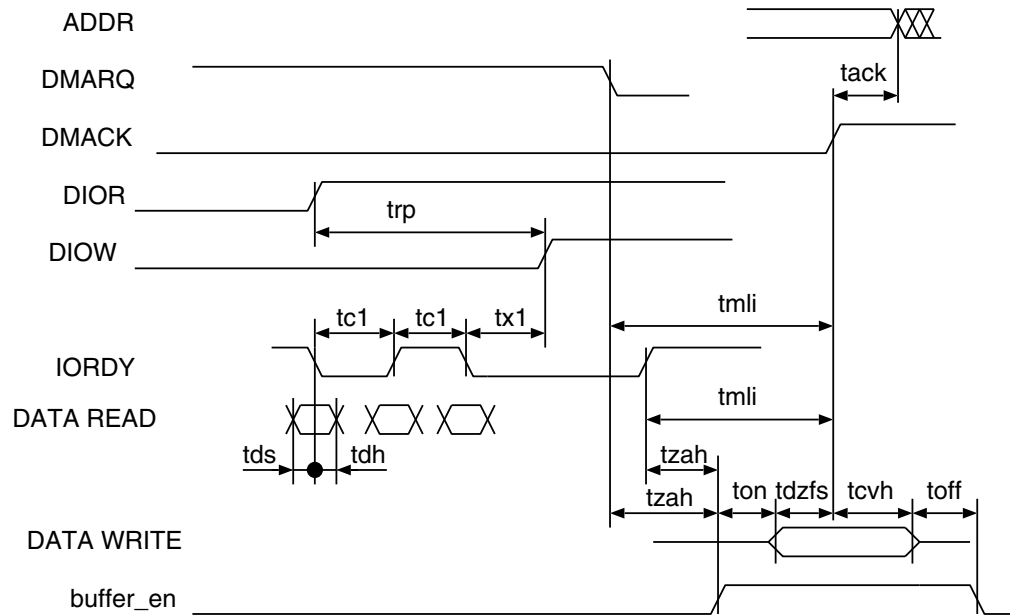 ADDR
DMARQ
tack
DMACK
DIOR
trp
DIOW
tmli
tc1 tc1 tx1
IORDY
tmli
DATA READ
tds tdh tzah
tzah ton tdzfs tcvh toff
DATA WRITE
buffer_en